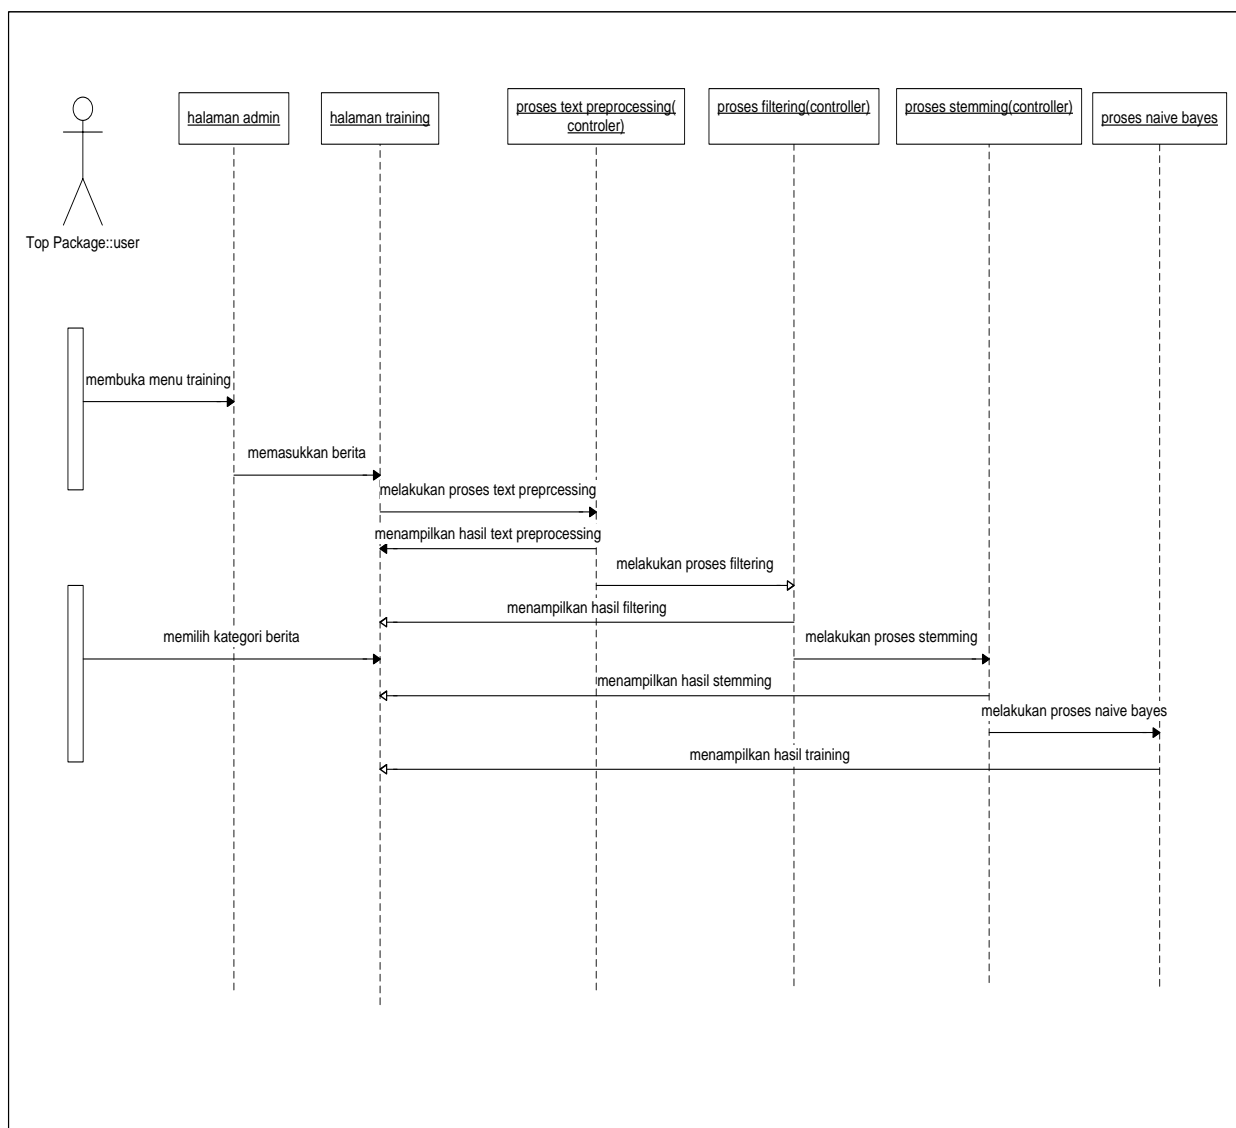 halaman admin
halaman training
proses text preprocessing(
controler)
proses filtering(controller)
proses stemming(controller)
proses naive bayes
Top Package::user
membuka menu training
memasukkan berita
melakukan proses text preprcessing
menampilkan hasil text preprocessing
melakukan proses filtering
menampilkan hasil filtering
memilih kategori berita
melakukan proses stemming
menampilkan hasil stemming
melakukan proses naive bayes
menampilkan hasil training